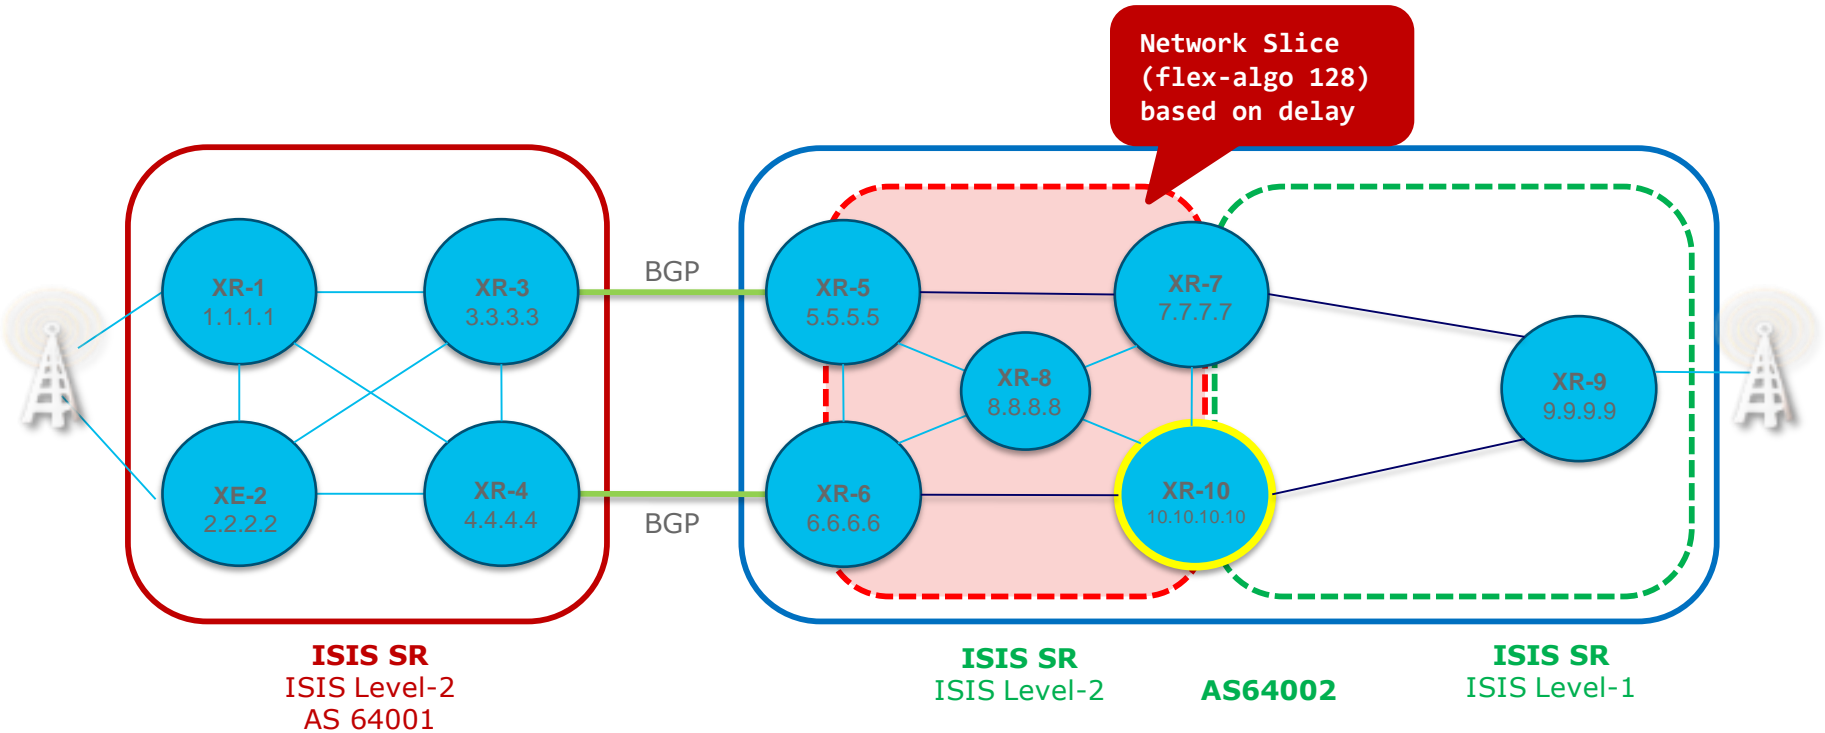 Network Slice
(flex-algo 128)
based on delay
XR-1
1.1.1.1
XR-3
3.3.3.3
BGP
XR-5
5.5.5.5
XR-7
7.7.7.7
XR-8
8.8.8.8
XR-9
9.9.9.9
XE-2
2.2.2.2
XR-4
4.4.4.4
BGP
XR-6
6.6.6.6
XR-10
10.10.10.10
ISIS SR
ISIS Level-2
AS 64001
ISIS SR
ISIS Level-2
AS64002
ISIS SR
ISIS Level-1